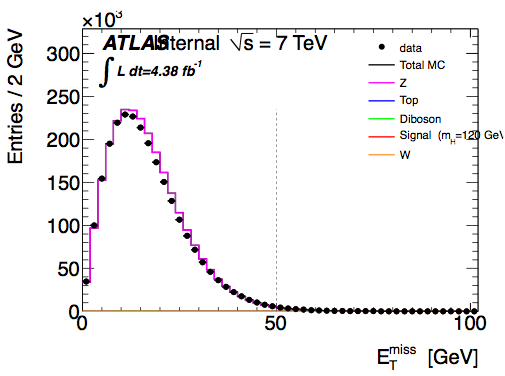 ×10³
ATLAS Internal √s = 7 TeV
∫ L dt=4.38 fb⁻¹
data
Total MC
Z
Top
Diboson
Signal (m_H=120 GeV
W
Entries / 2 GeV
300
250
200
150
100
50
0
0 50 100
E_T^miss [GeV]